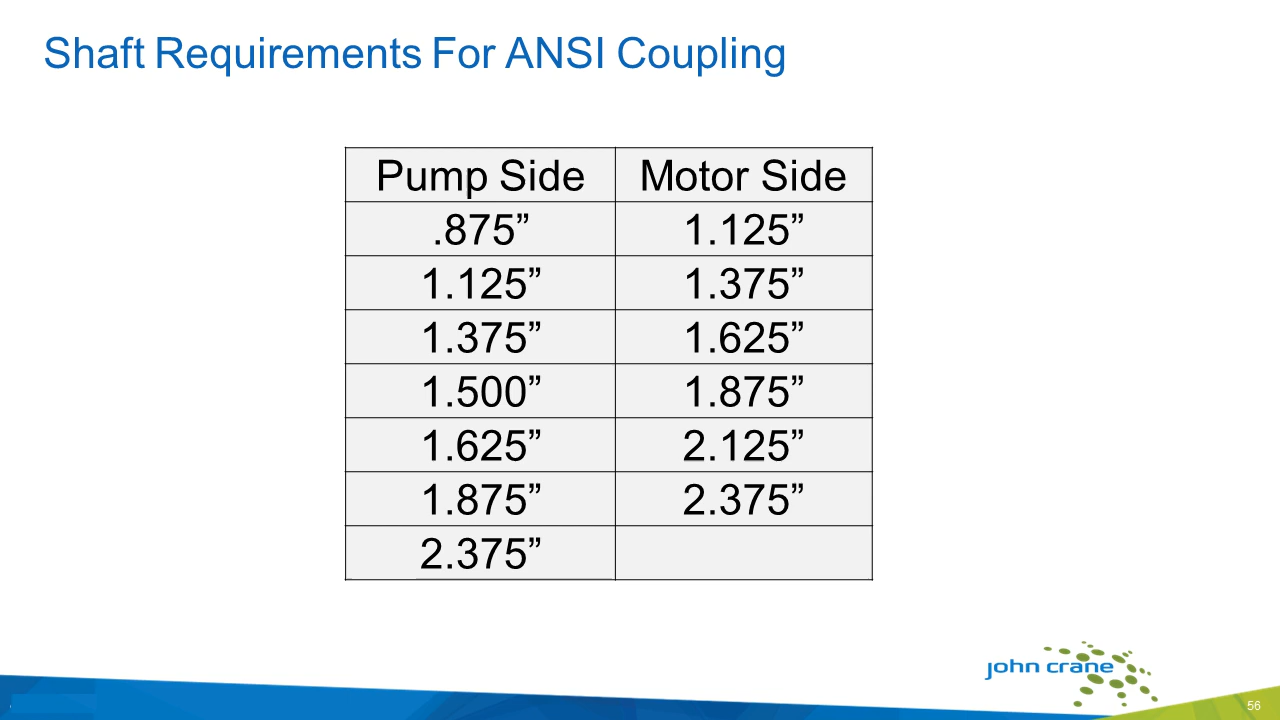 Shaft Requirements For ANSI Coupling
Pump Side Motor Side
.875” 1.125”
1.125” 1.375”
1.375” 1.625”
1.500” 1.875”
1.625” 2.125”
1.875” 2.375”
2.375”
john crane
56